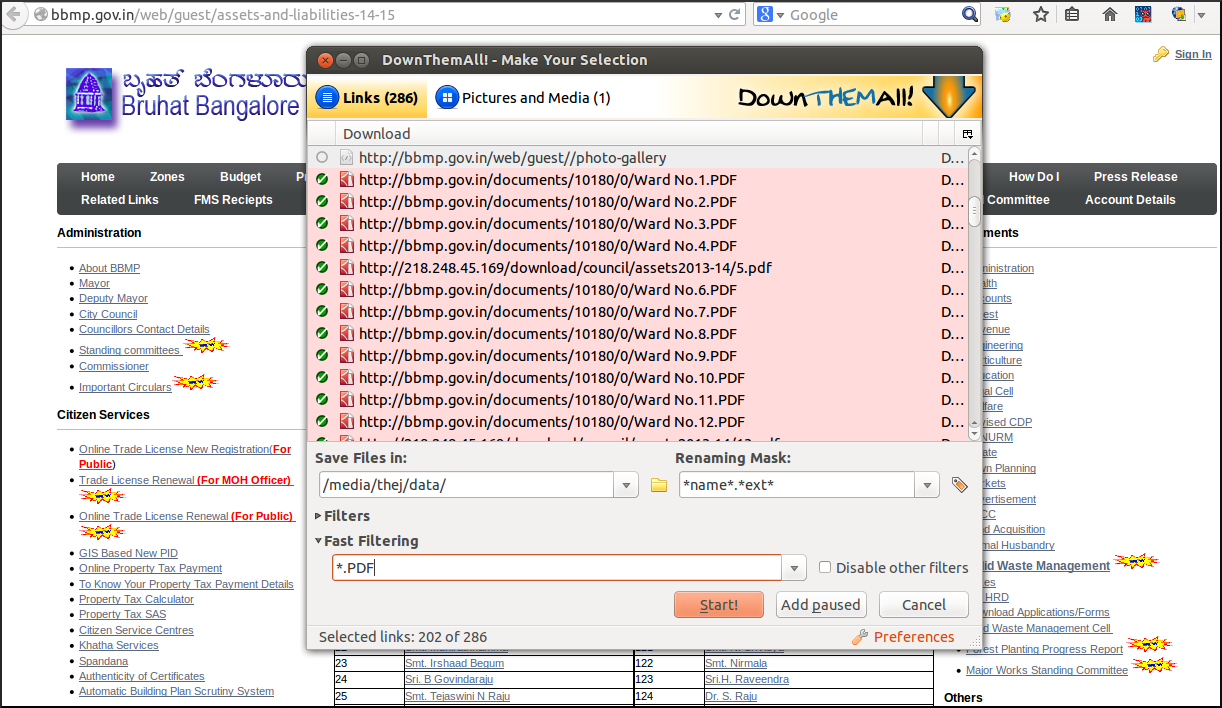 bbmp.gov.in/web/guest/assets-and-liabilities-14-15
Google
Sign In
ಬೃಹತ್ ಬೆಂಗಳೂರು
Bruhat Bangalore
Home Zones Budget
How Do I Press Release
Related Links FMS Reciepts
Committee Account Details
Administration
About BBMP
Mayor
Deputy Mayor
City Council
Councillors Contact Details
Standing committees
Commissioner
Important Circulars
Citizen Services
Online Trade License New Registration(For
Public)
Trade License Renewal (For MOH Officer)
Online Trade License Renewal (For Public)
GIS Based New PID
Online Property Tax Payment
To Know Your Property Tax Payment Details
Property Tax Calculator
Property Tax SAS
Citizen Service Centres
Khatha Services
Spandana
Authenticity of Certificates
Automatic Building Plan Scrutiny System
DownThemAll! - Make Your Selection
Links (286) Pictures and Media (1) DOWNTHEMALL!
Download
http://bbmp.gov.in/web/guest//photo-gallery D...
http://bbmp.gov.in/documents/10180/0/Ward No.1.PDF D...
http://bbmp.gov.in/documents/10180/0/Ward No.2.PDF D...
http://bbmp.gov.in/documents/10180/0/Ward No.3.PDF D...
http://bbmp.gov.in/documents/10180/0/Ward No.4.PDF D...
http://218.248.45.169/download/council/assets2013-14/5.pdf D...
http://bbmp.gov.in/documents/10180/0/Ward No.6.PDF D...
http://bbmp.gov.in/documents/10180/0/Ward No.7.PDF D...
http://bbmp.gov.in/documents/10180/0/Ward No.8.PDF D...
http://bbmp.gov.in/documents/10180/0/Ward No.9.PDF D...
http://bbmp.gov.in/documents/10180/0/Ward No.10.PDF D...
http://bbmp.gov.in/documents/10180/0/Ward No.11.PDF D...
http://bbmp.gov.in/documents/10180/0/Ward No.12.PDF D...
Save Files in: Renaming Mask:
/media/thej/data/ *name*.*ext*
Filters
Fast Filtering
*.PDF Disable other filters
Start! Add paused Cancel
Selected links: 202 of 286 Preferences
23 Smt. Irshaad Begum 122 Smt. Nirmala
24 Sri. B Govindaraju 123 Sri.H. Raveendra
25 Smt. Tejaswini N Raju 124 Dr. S. Raju
ments
ministration
alth
counts
est
venue
gineering
ticulture
ucation
al Cell
lfare
vised CDP
NURM
ate
wn Planning
rkets
vertisement
CC
nd Acquisition
mal Husbandry
id Waste Management
es
HRD
wnload Applications/Forms
d Waste Management Cell
orest Planting Progress Report
Major Works Standing Committee
Others